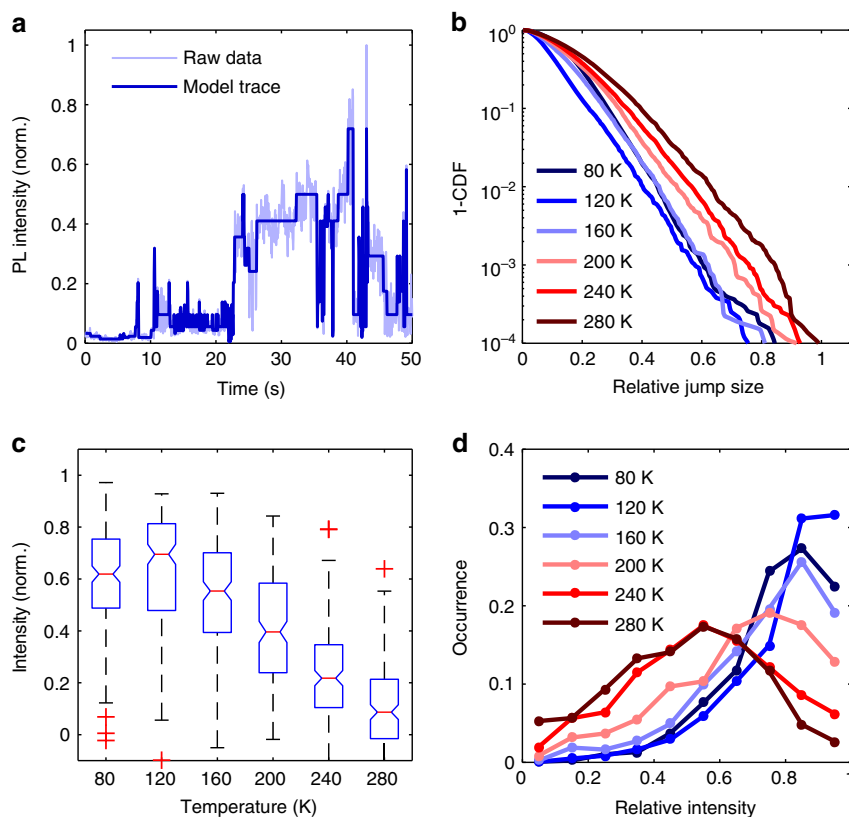 a
PL intensity (norm.)
1
0.8
0.6
0.4
0.2
0
Raw data
Model trace
0 10 20 30 40 50
Time (s)
b
1-CDF
10⁰
10⁻¹
10⁻²
10⁻³
10⁻⁴
80 K
120 K
160 K
200 K
240 K
280 K
0 0.2 0.4 0.6 0.8 1
Relative jump size
c
Intensity (norm.)
1
0.8
0.6
0.4
0.2
0
80 120 160 200 240 280
Temperature (K)
d
Occurrence
0.4
0.3
0.2
0.1
0
80 K
120 K
160 K
200 K
240 K
280 K
0 0.2 0.4 0.6 0.8 1
Relative intensity